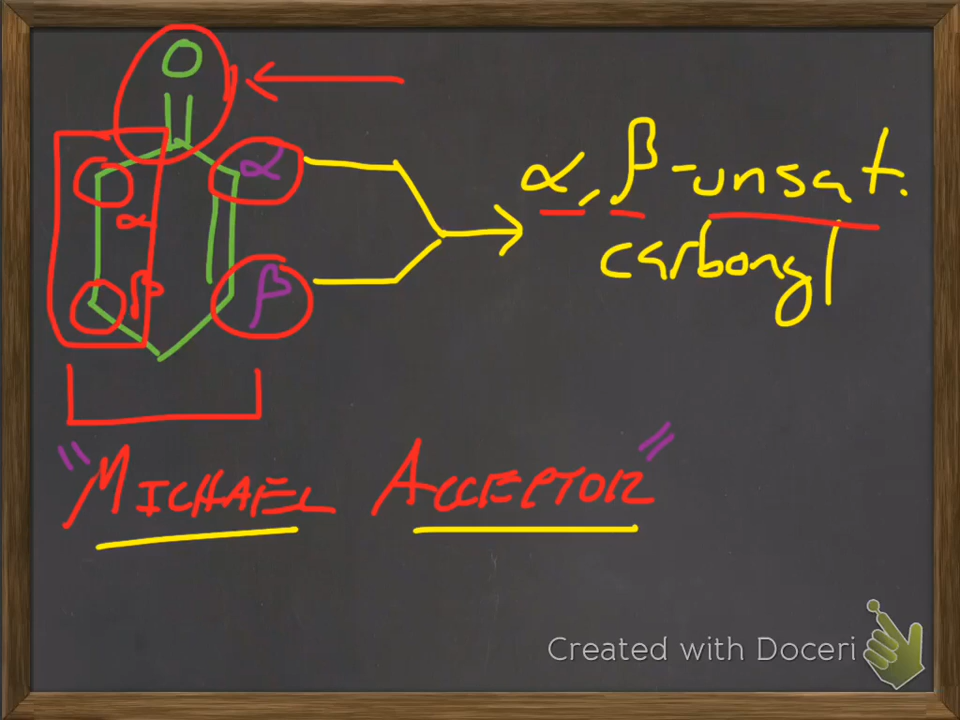 O
α
α
β
β
α, β-unsat.
carbonyl
"MICHAEL ACCEPTOR"
Created with Doceri